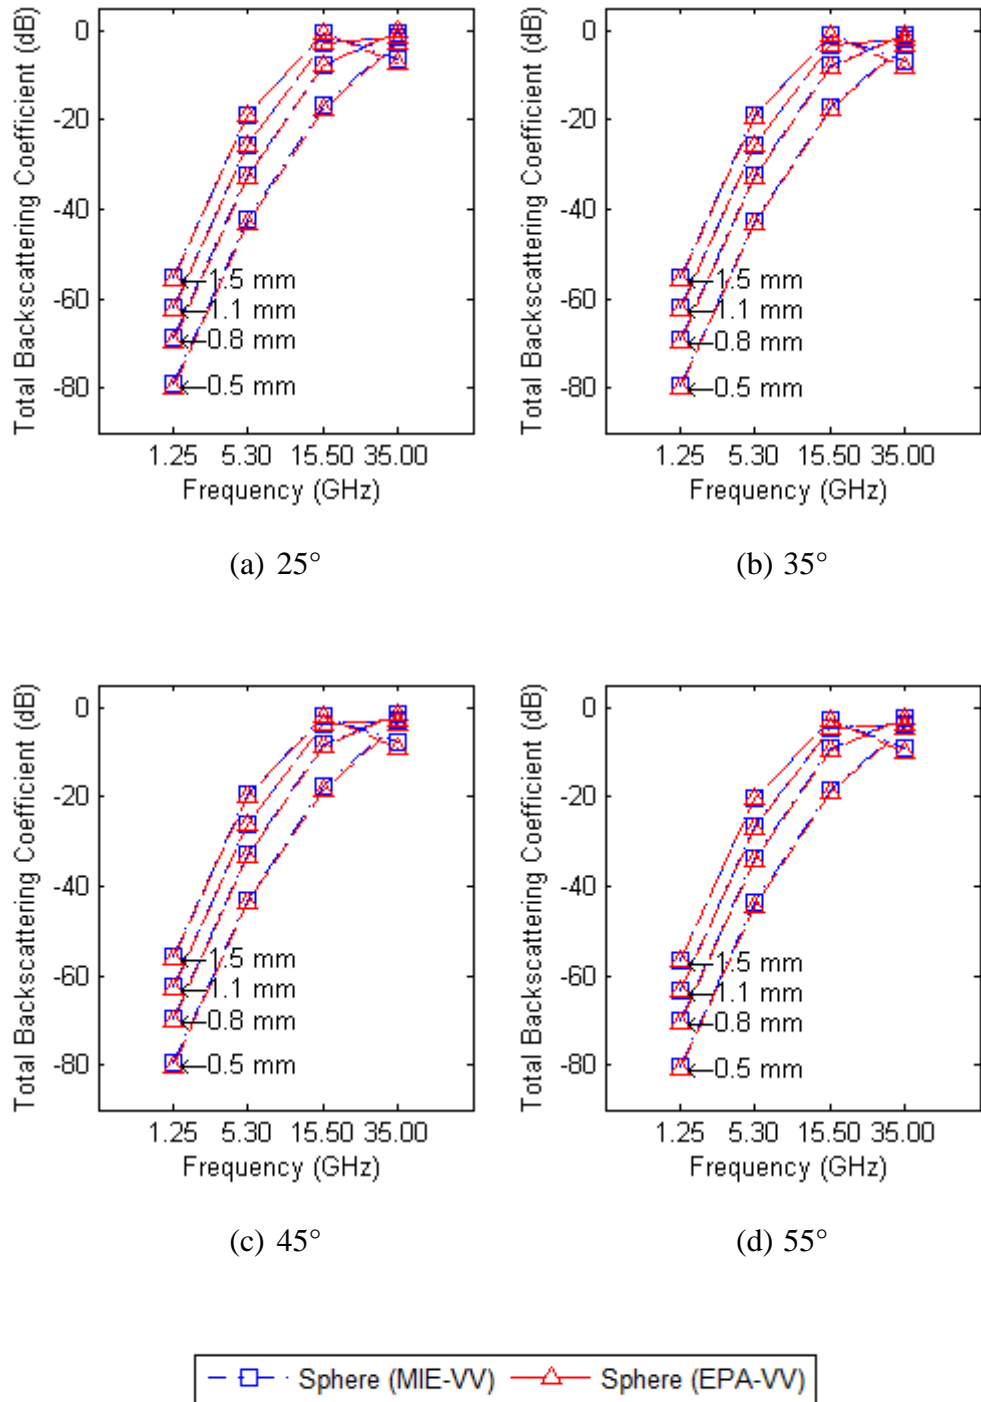 Total Backscattering Coefficient (dB)
0
-20
-40
-60
-80
1.5 mm
1.1 mm
0.8 mm
0.5 mm
1.25 5.30 15.50 35.00
Frequency (GHz)
(a) 25°
Total Backscattering Coefficient (dB)
0
-20
-40
-60
-80
1.5 mm
1.1 mm
0.8 mm
0.5 mm
1.25 5.30 15.50 35.00
Frequency (GHz)
(b) 35°
Total Backscattering Coefficient (dB)
0
-20
-40
-60
-80
1.5 mm
1.1 mm
0.8 mm
0.5 mm
1.25 5.30 15.50 35.00
Frequency (GHz)
(c) 45°
Total Backscattering Coefficient (dB)
0
-20
-40
-60
-80
1.5 mm
1.1 mm
0.8 mm
0.5 mm
1.25 5.30 15.50 35.00
Frequency (GHz)
(d) 55°
Sphere (MIE-VV) Sphere (EPA-VV)